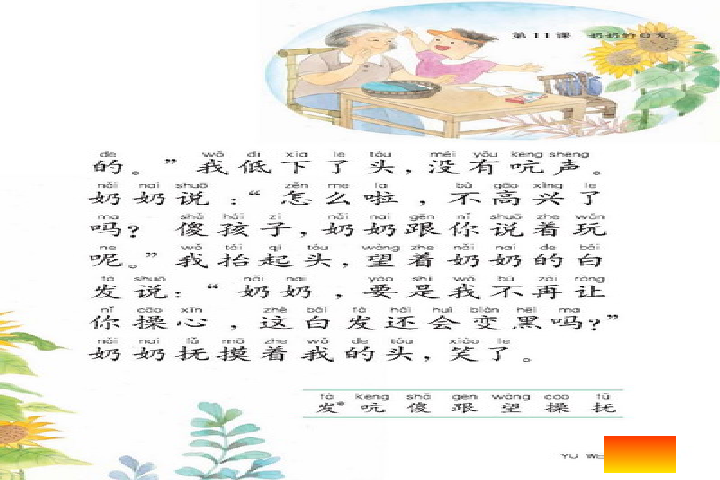 第 11 课 奶奶的白发
de wǒ dī xià le tóu méi yǒu kēng shēng
的。”我低下了头，没有吭声。
nǎi nai shuō zěn me la bù gāo xìng le
奶奶说：“怎么啦，不高兴了
ma shǎ hái zi nǎi nai gēn nǐ shuō zhe wán
吗？傻孩子，奶奶跟你说着玩
ne wǒ tái qǐ tóu wàng zhe nǎi nai de bái
呢。”我抬起头，望着奶奶的白
fà shuō nǎi nai yào shi wǒ bù zài ràng
发说：“奶奶，要是我不再让
nǐ cāo xīn zhè bái fà hái huì biàn hēi ma
你操心，这白发还会变黑吗？”
nǎi nai fǔ mō zhe wǒ de tóu xiào le
奶奶抚摸着我的头，笑了。
fà kēng shǎ gēn wàng cāo fǔ
发 吭 傻 跟 望 操 抚
YU